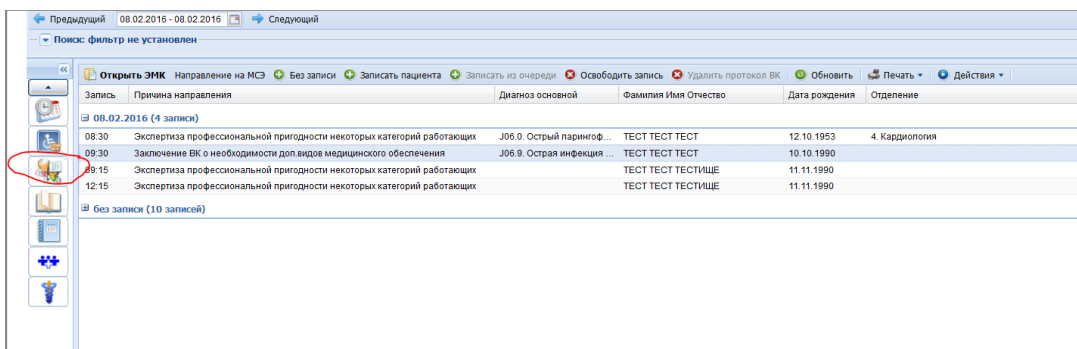 Предыдущий 08.02.2016 - 08.02.2016 Следующий
Поиск: фильтр не установлен
Открыть ЭМК Направление на МСЭ Без записи Записать пациента Записать из очереди Освободить запись Удалить протокол ВК Обновить Печать Действия
Запись Причина направления Диагноз основной Фамилия Имя Отчество Дата рождения Отделение
08.02.2016 (4 записи)
08:30 Экспертиза профессиональной пригодности некоторых категорий работающих J06.0. Острый ларингоф... ТЕСТ ТЕСТ ТЕСТ 12.10.1953 4. Кардиология
09:30 Заключение ВК о необходимости доп.видов медицинского обеспечения J06.9. Острая инфекция ... ТЕСТ ТЕСТ ТЕСТ 10.10.1990
09:15 Экспертиза профессиональной пригодности некоторых категорий работающих ТЕСТ ТЕСТ ТЕСТИЩЕ 11.11.1990
12:15 Экспертиза профессиональной пригодности некоторых категорий работающих ТЕСТ ТЕСТ ТЕСТИЩЕ 11.11.1990
без записи (10 записей)